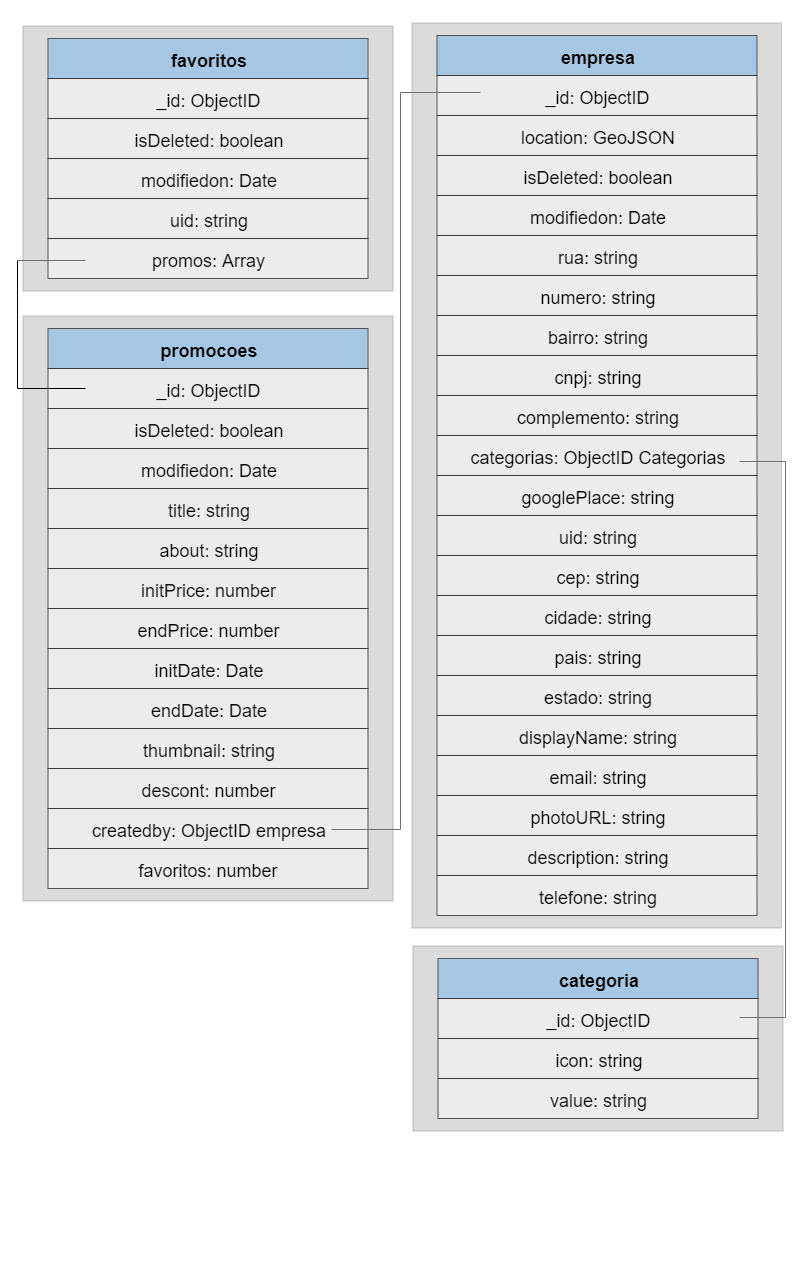 favoritos
_id: ObjectID
isDeleted: boolean
modifiedon: Date
uid: string
promos: Array
promocoes
_id: ObjectID
isDeleted: boolean
modifiedon: Date
title: string
about: string
initPrice: number
endPrice: number
initDate: Date
endDate: Date
thumbnail: string
descont: number
createdby: ObjectID empresa
favoritos: number
empresa
_id: ObjectID
location: GeoJSON
isDeleted: boolean
modifiedon: Date
rua: string
numero: string
bairro: string
cnpj: string
complemento: string
categorias: ObjectID Categorias
googlePlace: string
uid: string
cep: string
cidade: string
pais: string
estado: string
displayName: string
email: string
photoURL: string
description: string
telefone: string
categoria
_id: ObjectID
icon: string
value: string